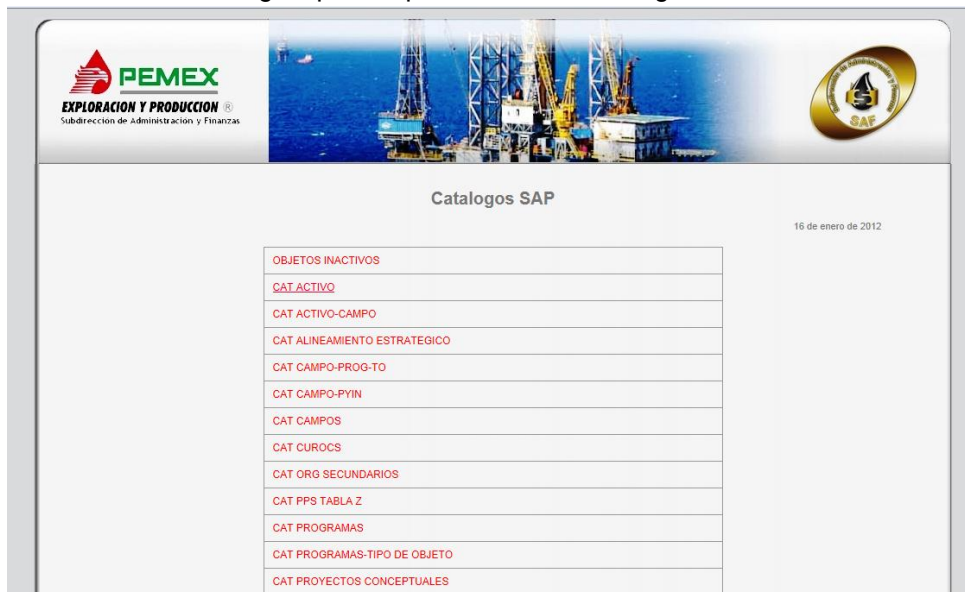 PEMEX
EXPLORACION Y PRODUCCION ®
Subdirección de Administración y Finanzas
SAF
Catalogos SAP
16 de enero de 2012
OBJETOS INACTIVOS
CAT ACTIVO
CAT ACTIVO-CAMPO
CAT ALINEAMIENTO ESTRATEGICO
CAT CAMPO-PROG-TO
CAT CAMPO-PYIN
CAT CAMPOS
CAT CUROCS
CAT ORG SECUNDARIOS
CAT PPS TABLA Z
CAT PROGRAMAS
CAT PROGRAMAS-TIPO DE OBJETO
CAT PROYECTOS CONCEPTUALES